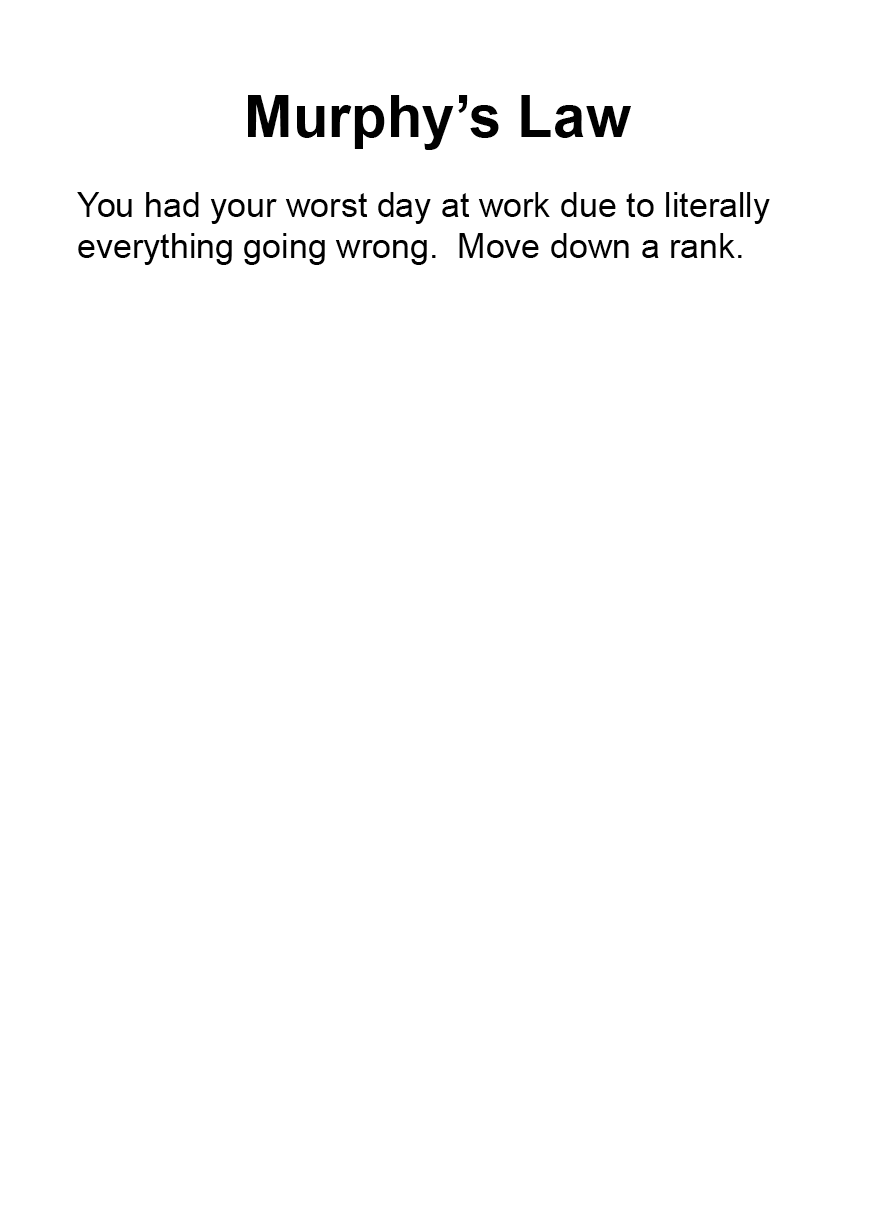 Murphy’s Law
You had your worst day at work due to literally
everything going wrong.  Move down a rank.